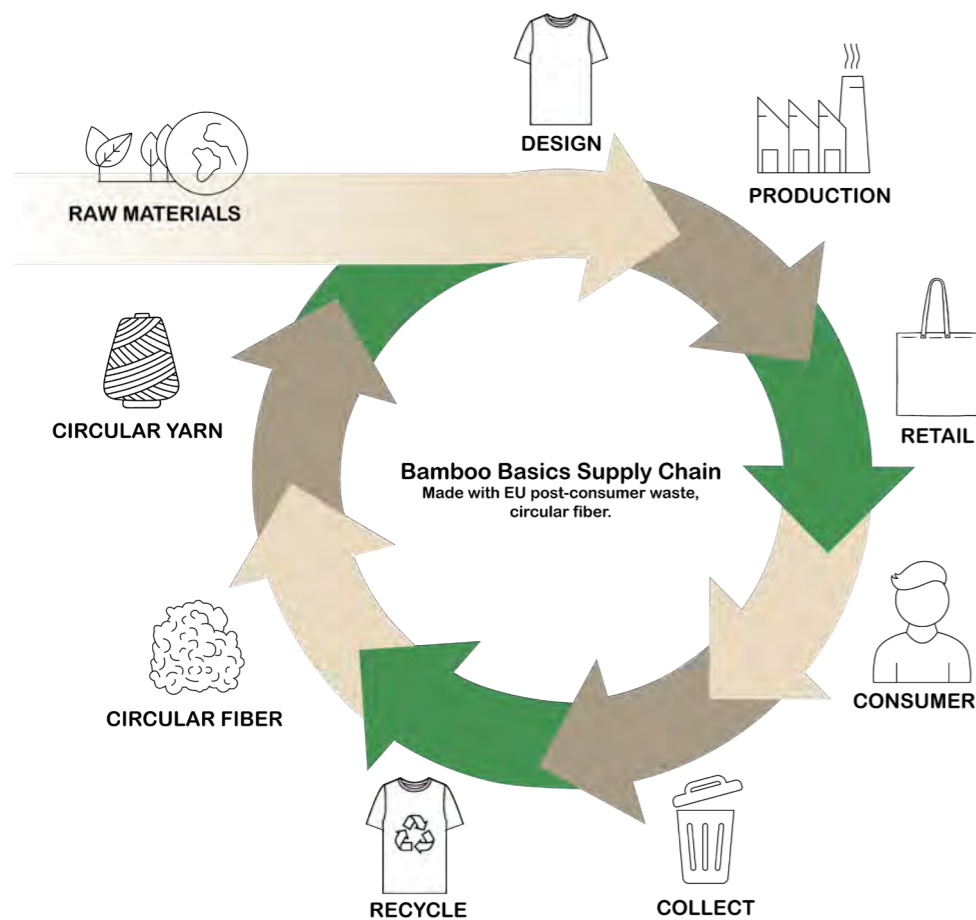 DESIGN
PRODUCTION
RAW MATERIALS
RETAIL
CIRCULAR YARN
Bamboo Basics Supply Chain
Made with EU post-consumer waste,
circular fiber.
CONSUMER
CIRCULAR FIBER
COLLECT
RECYCLE